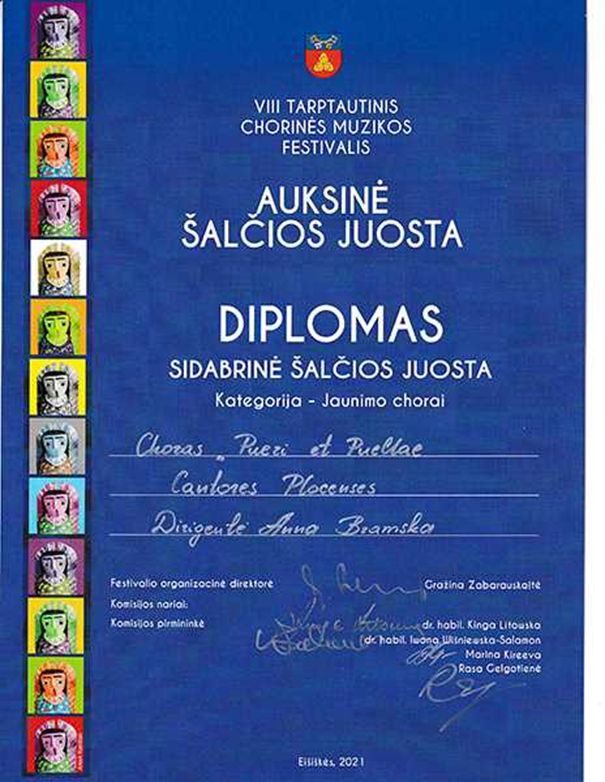 VIII TARPTAUTINIS
CHORINĖS MUZIKOS
FESTIVALIS
AUKSINĖ
ŠALČIOS JUOSTA
DIPLOMAS
SIDABRINĖ ŠALČIOS JUOSTA
Kategorija - Jaunimo chorai
Choras „Pueri et Puellae
Cantores Plocenses
Dirigentė Anna Bramska
Festivalio organizacinė direktorė Gražina Zabarauskaitė
Komisijos nariai:
Komisijos pirmininkė dr. habil. Kinga Litowska
dr. habil. Iwona Wiśniewska-Salamon
Marina Kireeva
Rasa Gelgotienė
Eišiškės, 2021